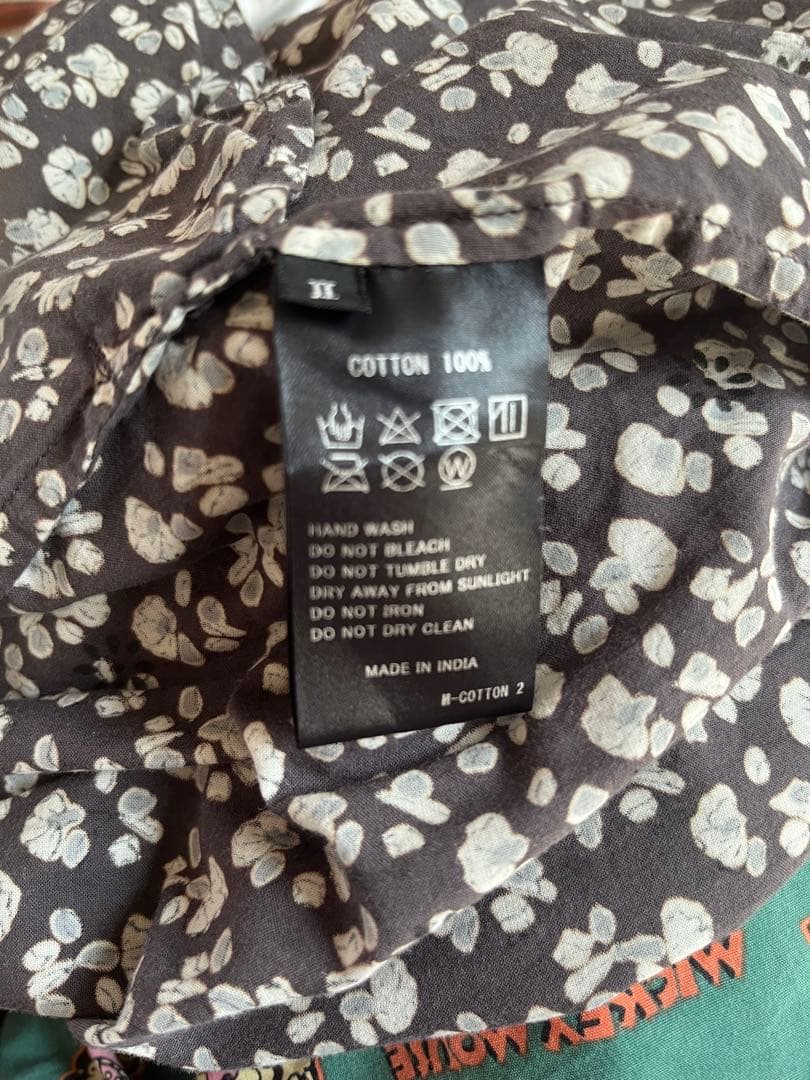 II
COTTON 100%
W
HAND WASH
DO NOT BLEACH
DO NOT TUMBLE DRY
DRY AWAY FROM SUNLIGHT
DO NOT IRON
DO NOT DRY CLEAN
MADE IN INDIA
M-COTTON 2
MICKEY MOUSE